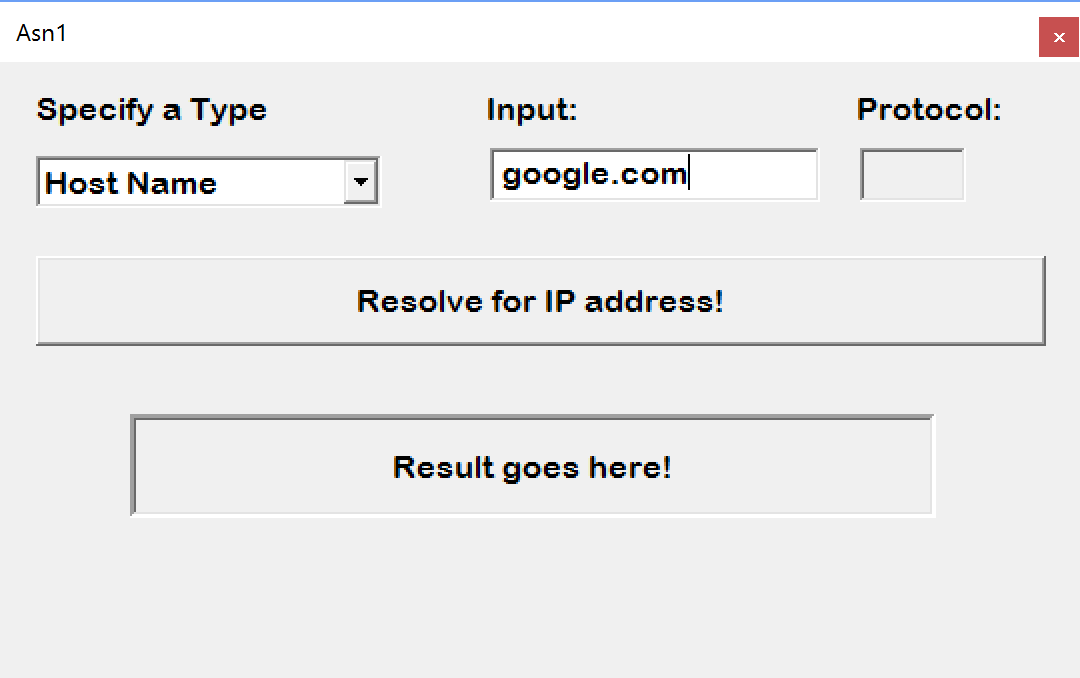 Asn1
Specify a Type
Input:
Protocol:
Host Name
google.com
Resolve for IP address!
Result goes here!